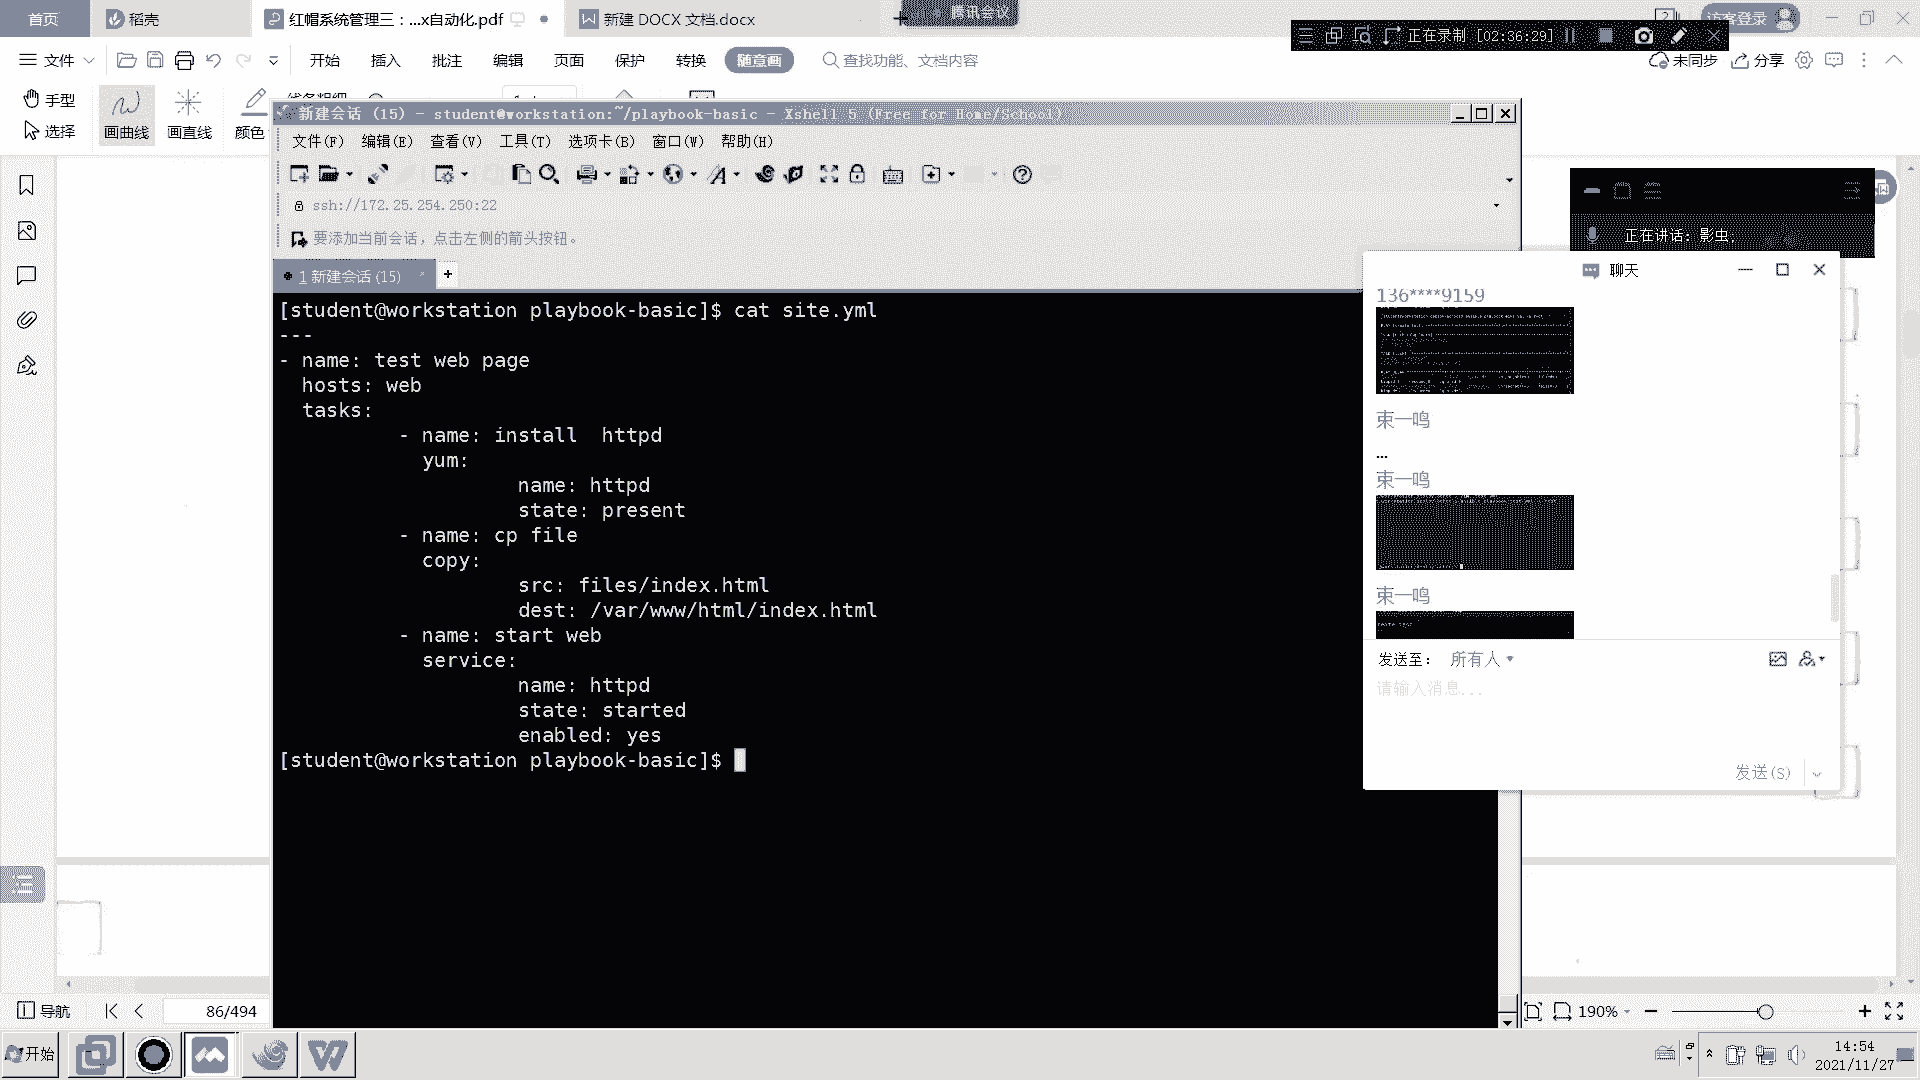 首页
稻壳
红帽系统管理三：...x自动化.pdf
新建 DOCX 文档.docx
腾讯会议
访客登录
正在录制 [02:36:29]
文件
开始
插入
批注
编辑
页面
保护
转换
随意画
查找功能、文档内容
未同步
分享
手型
选择
画曲线
画直线
颜色
新建会话 (15) - student@workstation:~/playbook-basic - Xshell 5 (Free for Home/School)
文件(F) 编辑(E) 查看(V) 工具(T) 选项卡(B) 窗口(W) 帮助(H)
ssh://172.25.254.250:22
要添加当前会话，点击左侧的箭头按钮。
1 新建会话 (15)
[student@workstation playbook-basic]$ cat site.yml
---
- name: test web page
  hosts: web
  tasks:
          - name: install  httpd
            yum:
                    name: httpd
                    state: present
          - name: cp file
            copy:
                    src: files/index.html
                    dest: /var/www/html/index.html
          - name: start web
            service:
                    name: httpd
                    state: started
                    enabled: yes
[student@workstation playbook-basic]$
正在讲话: 影虫,
聊天
136****9159
束一鸣
...
束一鸣
束一鸣
发送至： 所有人
请输入消息...
发送(S)
导航
86/494
190%
开始
14:54
2021/11/27